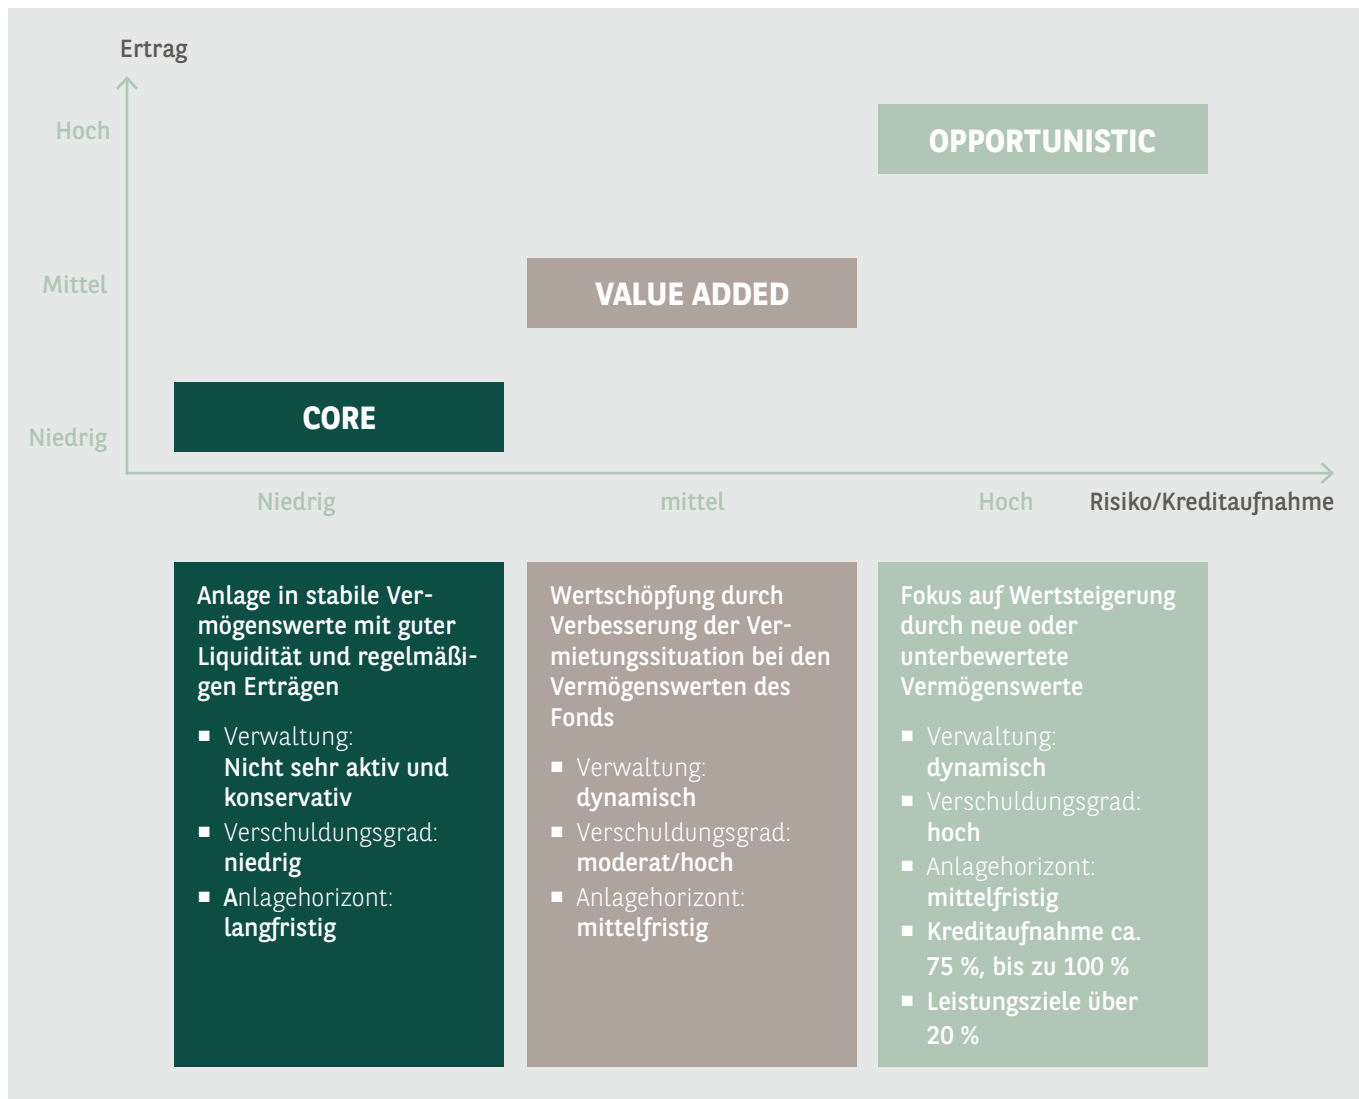 Ertrag
Hoch
OPPORTUNISTIC
Mittel
VALUE ADDED
CORE
Niedrig
Niedrig
mittel
Hoch
Risiko/Kreditaufnahme
Anlage in stabile Ver-
mögenswerte mit guter
Liquidität und regelmäßi-
gen Erträgen
▪ Verwaltung:
Nicht sehr aktiv und
konservativ
▪ Verschuldungsgrad:
niedrig
▪ Anlagehorizont:
langfristig
Wertschöpfung durch
Verbesserung der Ver-
mietungssituation bei den
Vermögenswerten des
Fonds
▪ Verwaltung:
dynamisch
▪ Verschuldungsgrad:
moderat/hoch
▪ Anlagehorizont:
mittelfristig
Fokus auf Wertsteigerung
durch neue oder
unterbewertete
Vermögenswerte
▪ Verwaltung:
dynamisch
▪ Verschuldungsgrad:
hoch
▪ Anlagehorizont:
mittelfristig
▪ Kreditaufnahme ca.
75 %, bis zu 100 %
▪ Leistungsziele über
20 %